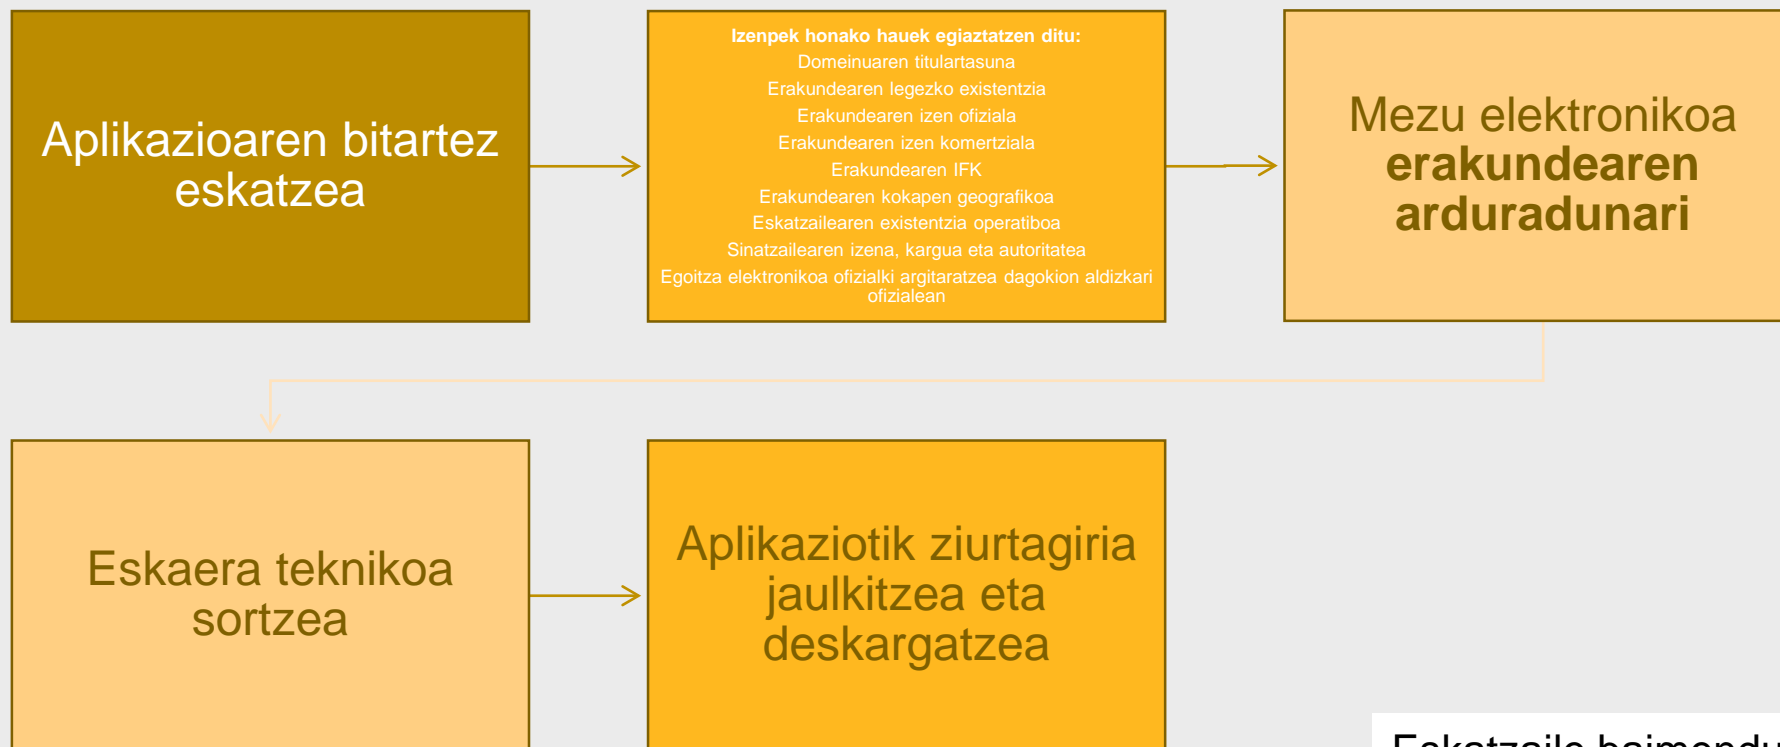 Aplikazioaren bitartez
eskatzea
Izenpek honako hauek egiaztatzen ditu:
Domeinuaren titulartasuna
Erakundearen legezko existentzia
Erakundearen izen ofiziala
Erakundearen izen komertziala
Erakundearen IFK
Erakundearen kokapen geografikoa
Eskatzailearen existentzia operatiboa
Sinatzailearen izena, kargua eta autoritatea
Egoitza elektronikoa ofizialki argitaratzea dagokion aldizkari
ofizialean
Mezu elektronikoa
erakundearen
arduradunari
Eskaera teknikoa
sortzea
Aplikaziotik ziurtagiria
jaulkitzea eta
deskargatzea
Eskatzaile